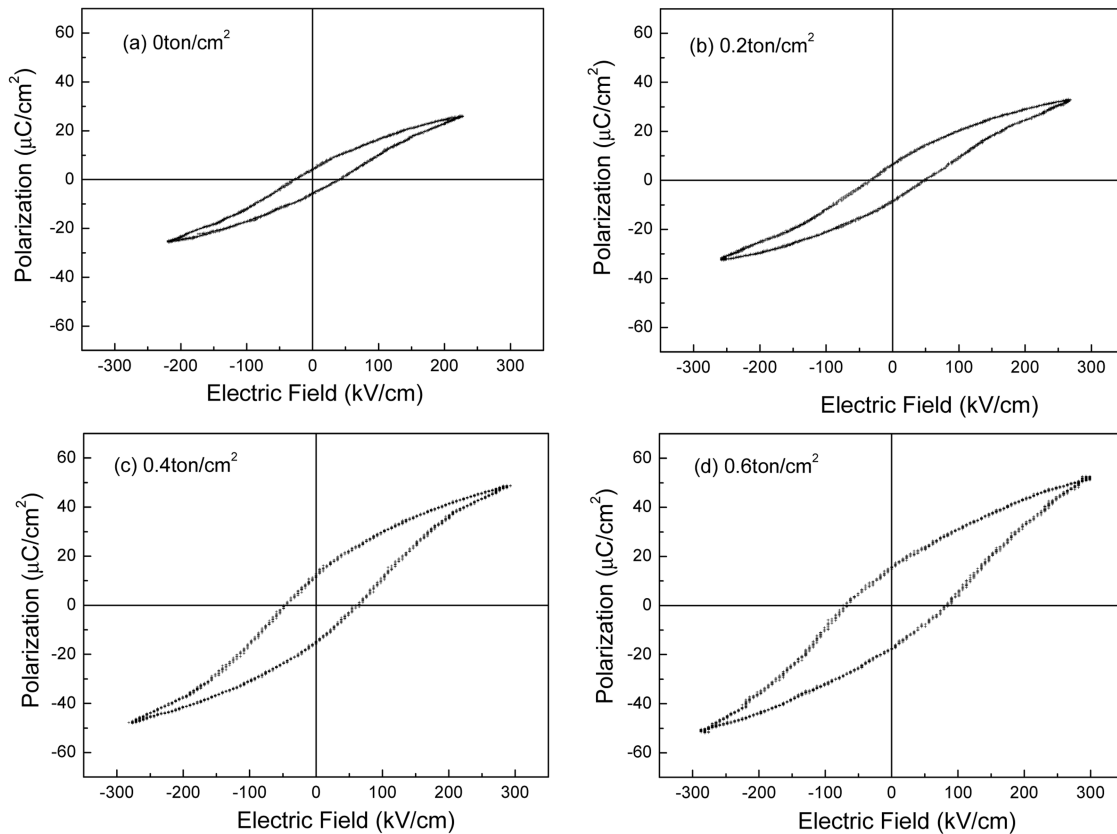 (a) 0ton/cm²
60
40
20
0
-20
-40
-60
Polarization (μC/cm²)
-300 -200 -100 0 100 200 300
Electric Field (kV/cm)
(b) 0.2ton/cm²
60
40
20
0
-20
-40
-60
Polarization (μC/cm²)
-300 -200 -100 0 100 200 300
Electric Field (kV/cm)
(c) 0.4ton/cm²
60
40
20
0
-20
-40
-60
Polarization (μC/cm²)
-300 -200 -100 0 100 200 300
Electric Field (kV/cm)
(d) 0.6ton/cm²
60
40
20
0
-20
-40
-60
Polarization (μC/cm²)
-300 -200 -100 0 100 200 300
Electric Field (kV/cm)